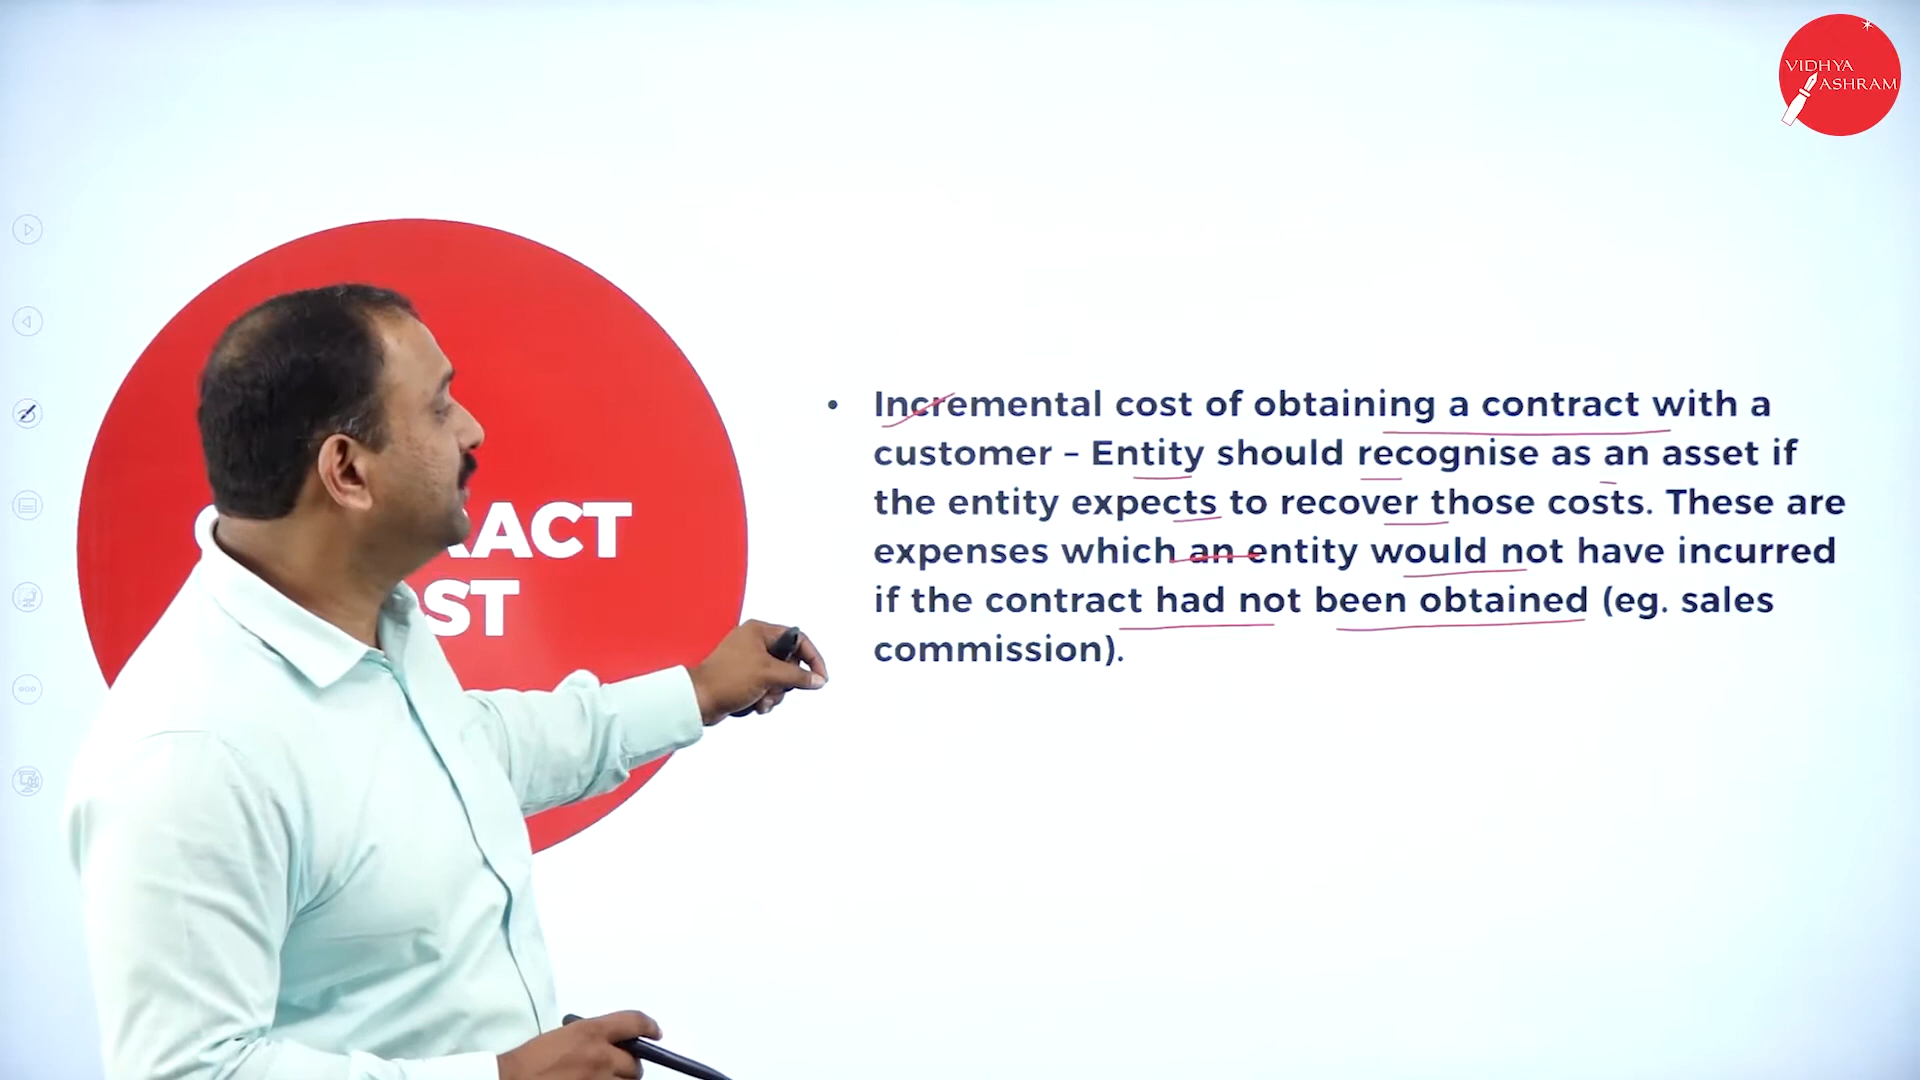 VIDHYA
ASHRAM
Incremental cost of obtaining a contract with a
customer – Entity should recognise as an asset if
the entity expects to recover those costs. These are
expenses which an entity would not have incurred
if the contract had not been obtained (eg. sales
commission).